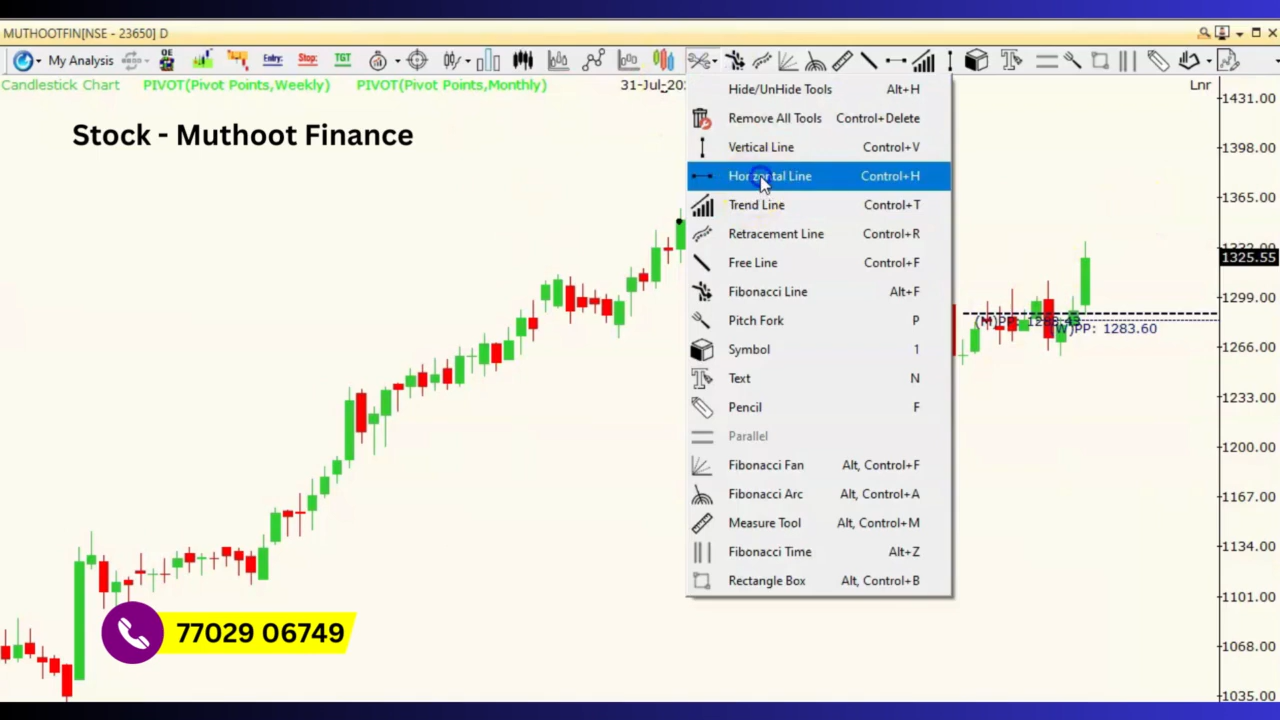 MUTHOOTFIN[NSE - 23650] D
My Analysis
OE
Entry:
Stop:
TGT
Candlestick Chart PIVOT(Pivot Points,Weekly) PIVOT(Pivot Points,Monthly) 31-Jul_20
Lnr
Stock - Muthoot Finance
Hide/UnHide Tools Alt+H
Remove All Tools Control+Delete
Vertical Line Control+V
Horizontal Line Control+H
Trend Line Control+T
Retracement Line Control+R
Free Line Control+F
Fibonacci Line Alt+F
Pitch Fork P
Symbol 1
Text N
Pencil F
Parallel
Fibonacci Fan Alt, Control+F
Fibonacci Arc Alt, Control+A
Measure Tool Alt, Control+M
Fibonacci Time Alt+Z
Rectangle Box Alt, Control+B
1431.00
1398.00
1365.00
1325.55
1299.00
1266.00
1233.00
1200.00
1167.00
1134.00
1101.00
1068.00
1035.00
W)PP: 1283.60
77029 06749